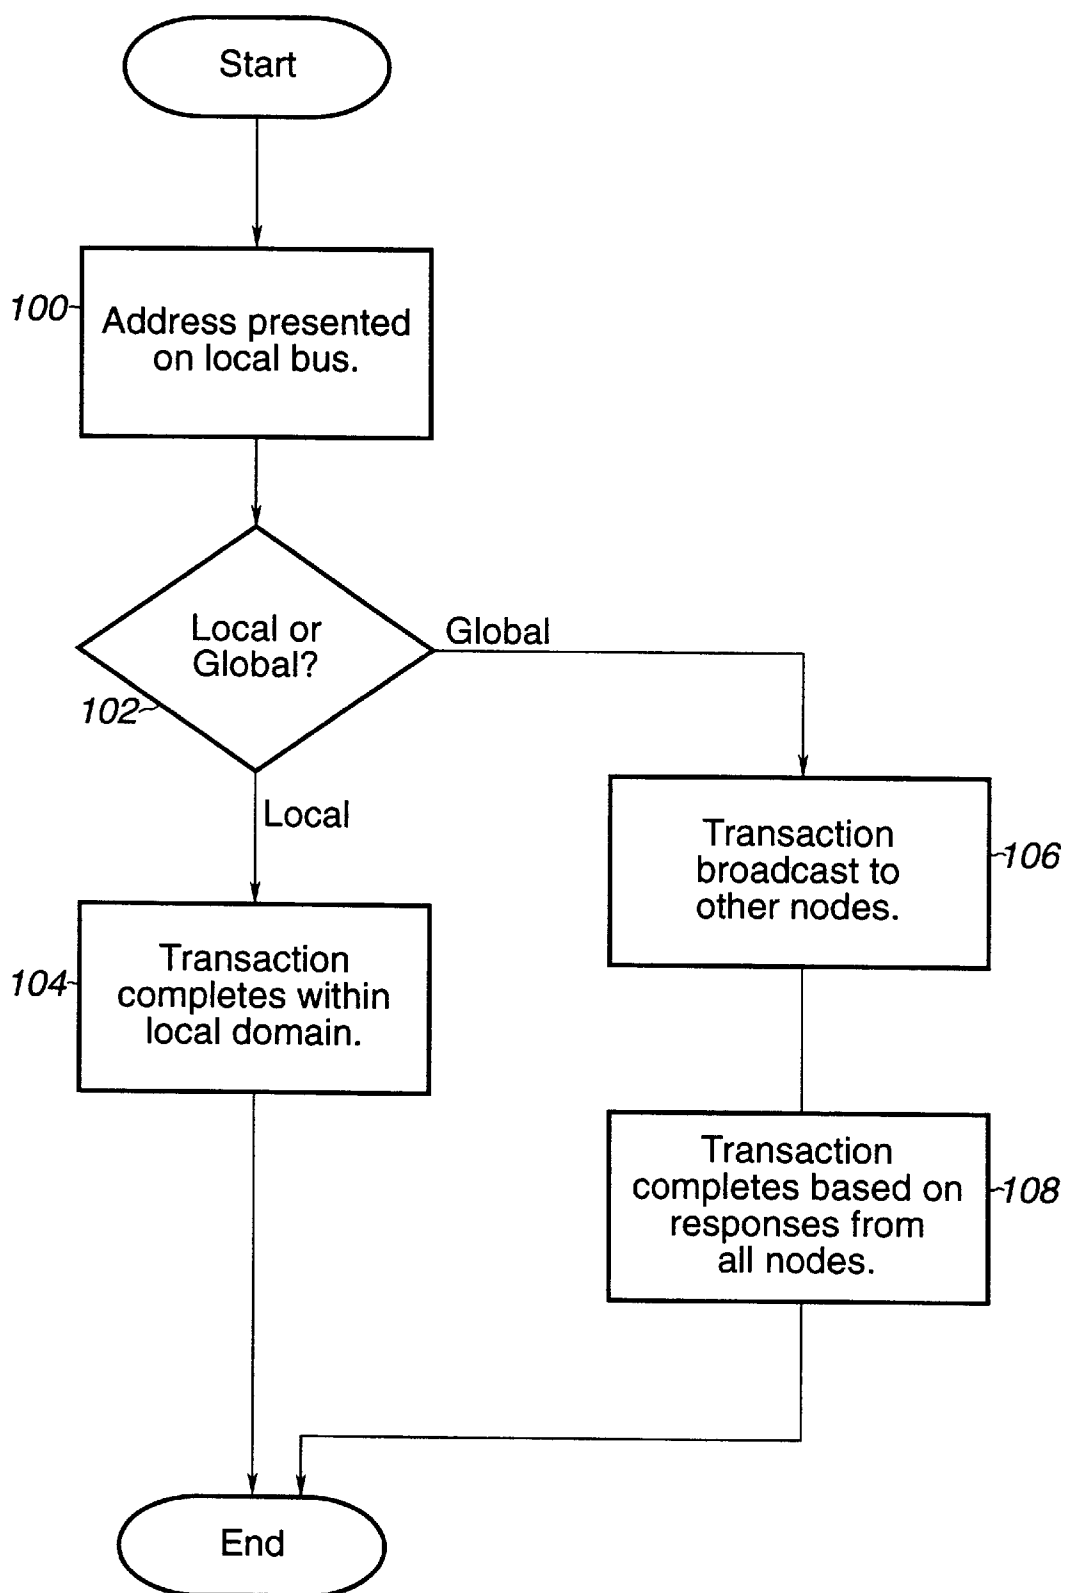 Start
100
Address presented
on local bus.
Local or
Global?
Global
102
Local
Transaction
broadcast to
other nodes.
106
104
Transaction
completes within
local domain.
Transaction
completes based on
responses from
all nodes.
108
End